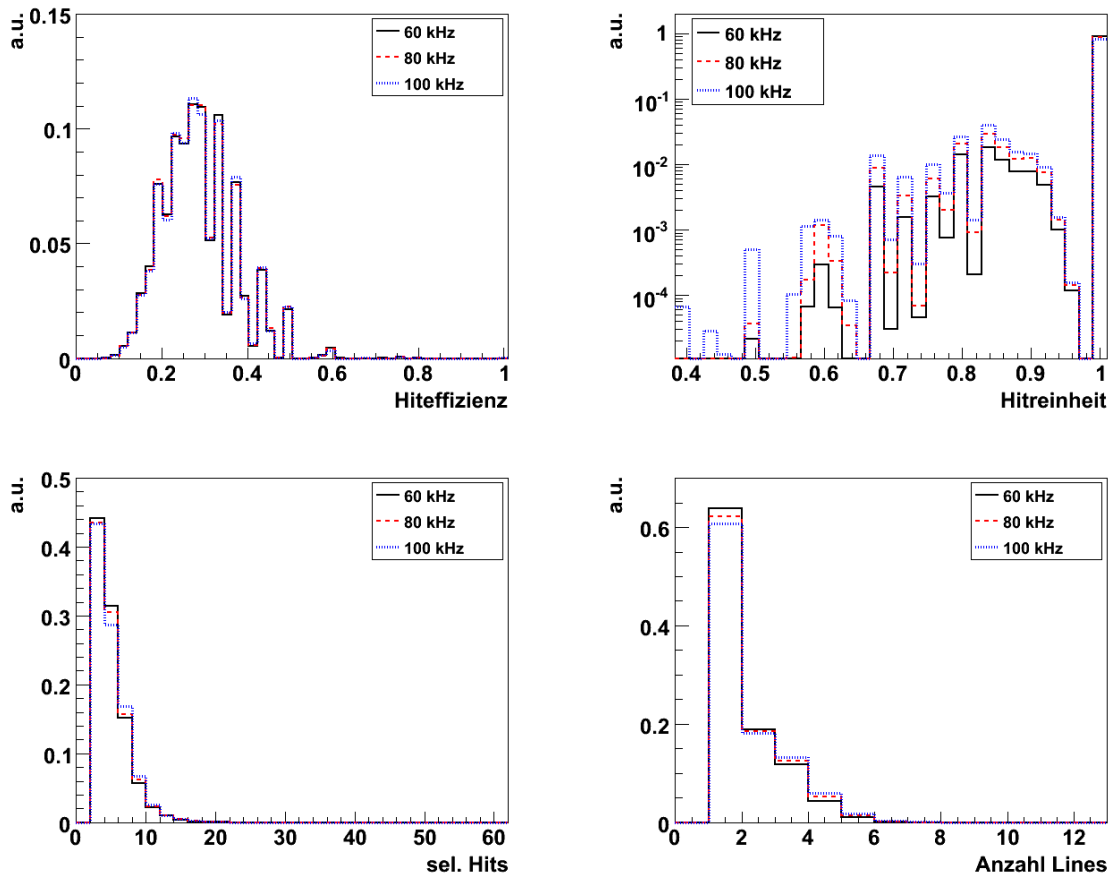 a.u.
0.15
0.1
0.05
0
60 kHz
80 kHz
100 kHz
0 0.2 0.4 0.6 0.8 1
Hiteffizienz
a.u.
1
10-1
10-2
10-3
10-4
60 kHz
80 kHz
100 kHz
0.4 0.5 0.6 0.7 0.8 0.9 1
Hitreinheit
a.u.
0.5
0.4
0.3
0.2
0.1
0
60 kHz
80 kHz
100 kHz
0 10 20 30 40 50 60
sel. Hits
a.u.
0.6
0.4
0.2
0
60 kHz
80 kHz
100 kHz
0 2 4 6 8 10 12
Anzahl Lines